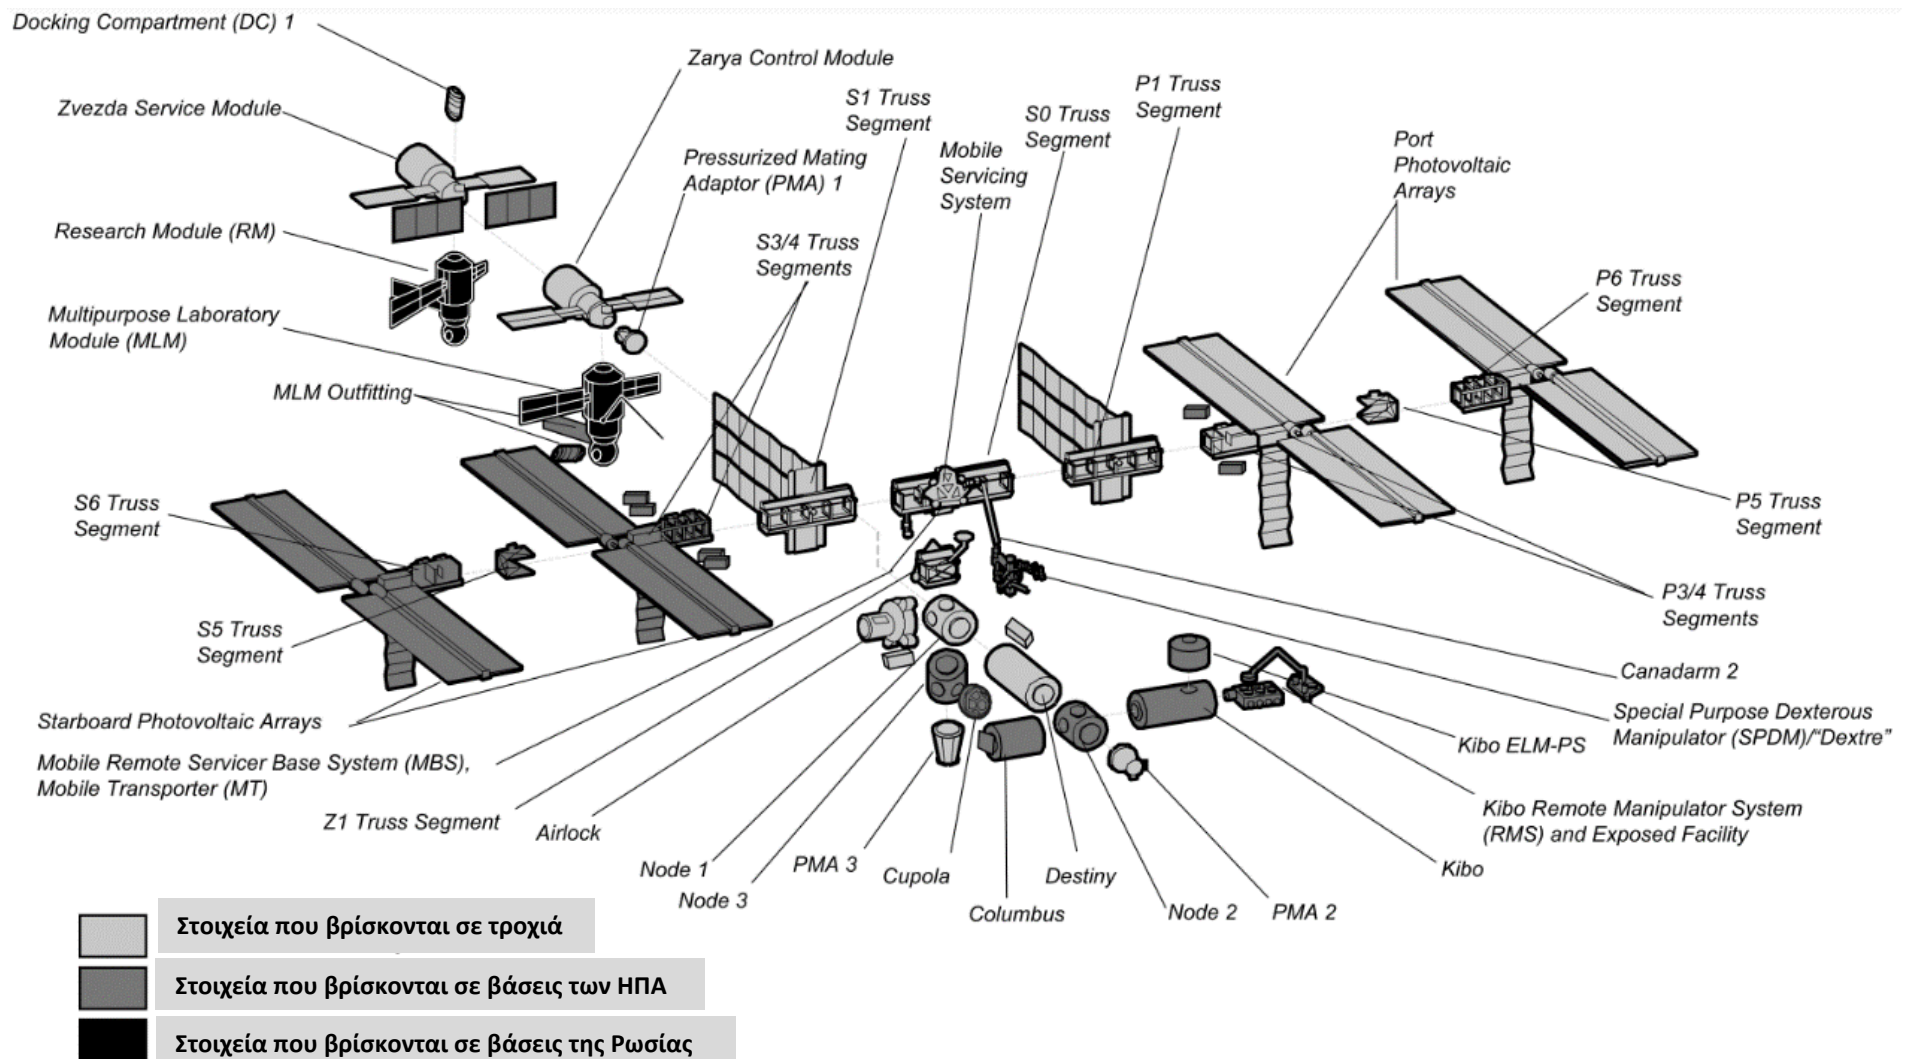 Docking Compartment (DC) 1
Zarya Control Module
Zvezda Service Module
S1 Truss
Segment
P1 Truss
Segment
S0 Truss
Segment
Mobile
Servicing
System
Pressurized Mating
Adaptor (PMA) 1
Port
Photovoltaic
Arrays
Research Module (RM)
S3/4 Truss
Segments
P6 Truss
Segment
Multipurpose Laboratory
Module (MLM)
MLM Outfitting
S6 Truss
Segment
P5 Truss
Segment
S5 Truss
Segment
P3/4 Truss
Segments
Canadarm 2
Starboard Photovoltaic Arrays
Special Purpose Dexterous
Manipulator (SPDM)/“Dextre”
Kibo ELM-PS
Mobile Remote Servicer Base System (MBS),
Mobile Transporter (MT)
Kibo Remote Manipulator System
(RMS) and Exposed Facility
Z1 Truss Segment
Airlock
Node 1
Node 3
PMA 3
Cupola
Destiny
Columbus
Node 2
PMA 2
Kibo
Στοιχεία που βρίσκονται σε τροχιά
Στοιχεία που βρίσκονται σε βάσεις των ΗΠΑ
Στοιχεία που βρίσκονται σε βάσεις της Ρωσίας